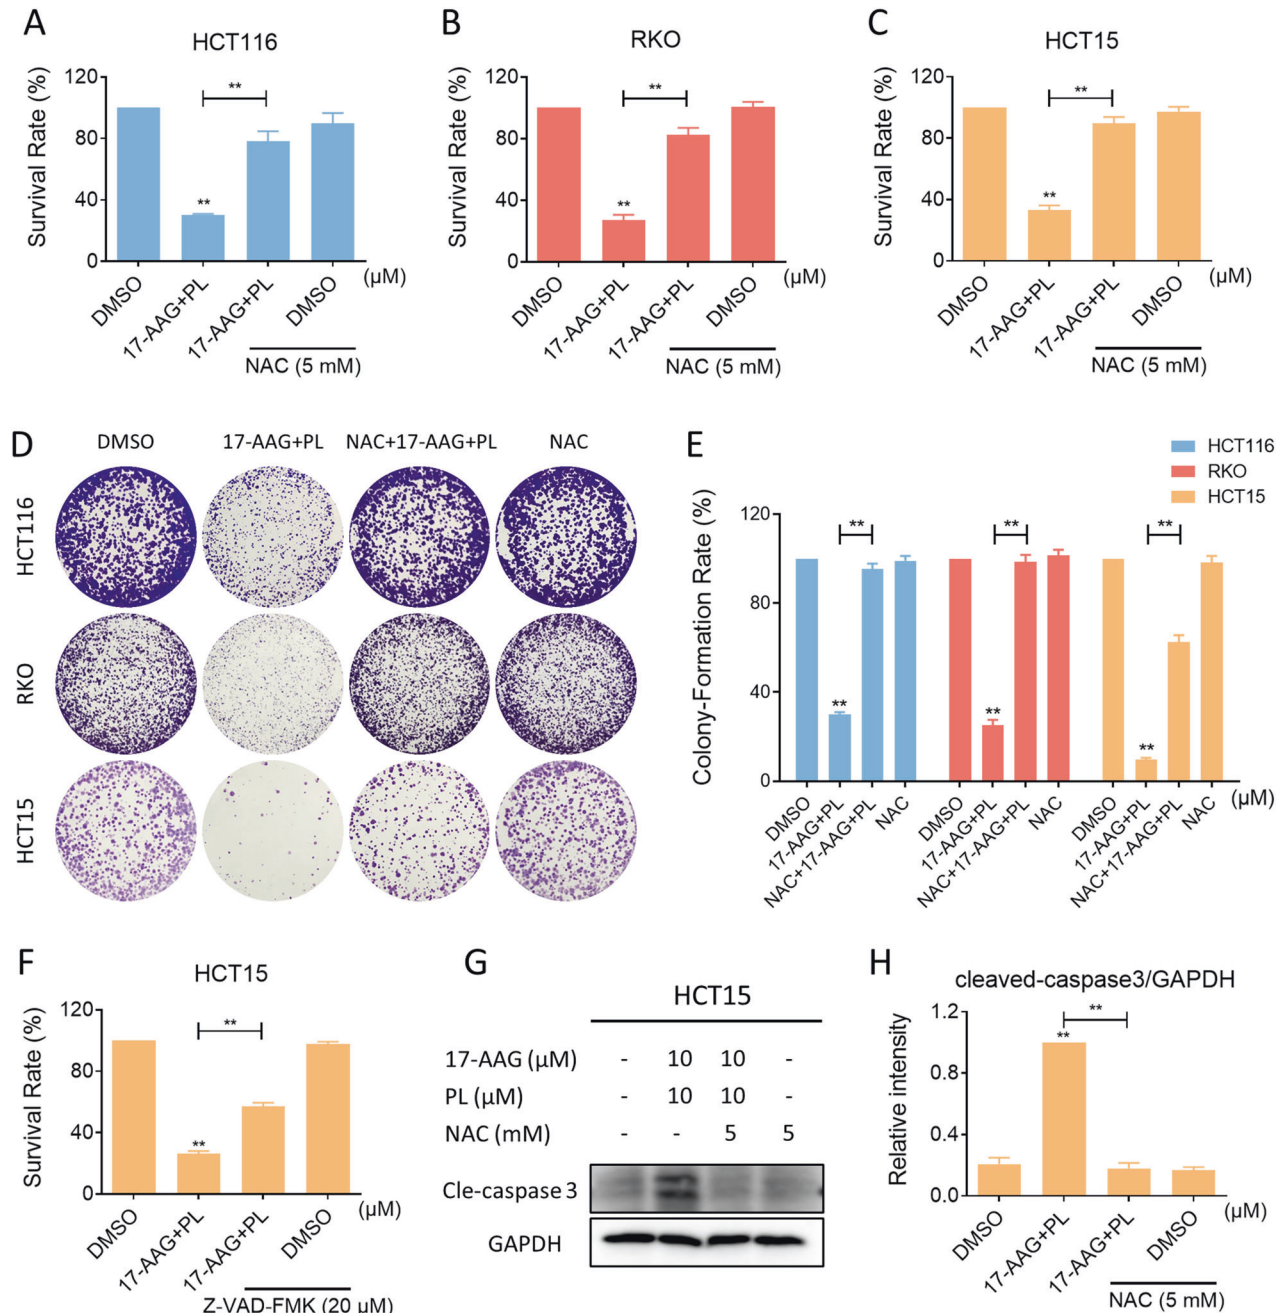 A
HCT116
Survival Rate (%)
120
80
40
0
DMSO
17-AAG+PL
17-AAG+PL
DMSO
(μM)
NAC (5 mM)
**
**
B
RKO
Survival Rate (%)
120
80
40
0
DMSO
17-AAG+PL
17-AAG+PL
DMSO
(μM)
NAC (5 mM)
**
**
C
HCT15
Survival Rate (%)
120
80
40
0
DMSO
17-AAG+PL
17-AAG+PL
DMSO
(μM)
NAC (5 mM)
**
**
D
DMSO 17-AAG+PL NAC+17-AAG+PL NAC
HCT116
RKO
HCT15
E
HCT116
RKO
HCT15
Colony-Formation Rate (%)
120
80
40
0
** ** **
** ** **
DMSO
17-AAG+PL
NAC+17-AAG+PL
NAC
DMSO
17-AAG+PL
NAC+17-AAG+PL
NAC
DMSO
17-AAG+PL
NAC+17-AAG+PL
NAC
(μM)
F
HCT15
Survival Rate (%)
120
80
40
0
**
**
DMSO
17-AAG+PL
17-AAG+PL
DMSO
(μM)
Z-VAD-FMK (20 μM)
G
HCT15
17-AAG (μM) - 10 10 -
PL (μM) - 10 10 -
NAC (mM) - - 5 5
Cle-caspase 3
GAPDH
H
cleaved-caspase3/GAPDH
Relative intensity
1.2
0.8
0.4
0.0
**
**
DMSO
17-AAG+PL
17-AAG+PL
DMSO
(μM)
NAC (5 mM)